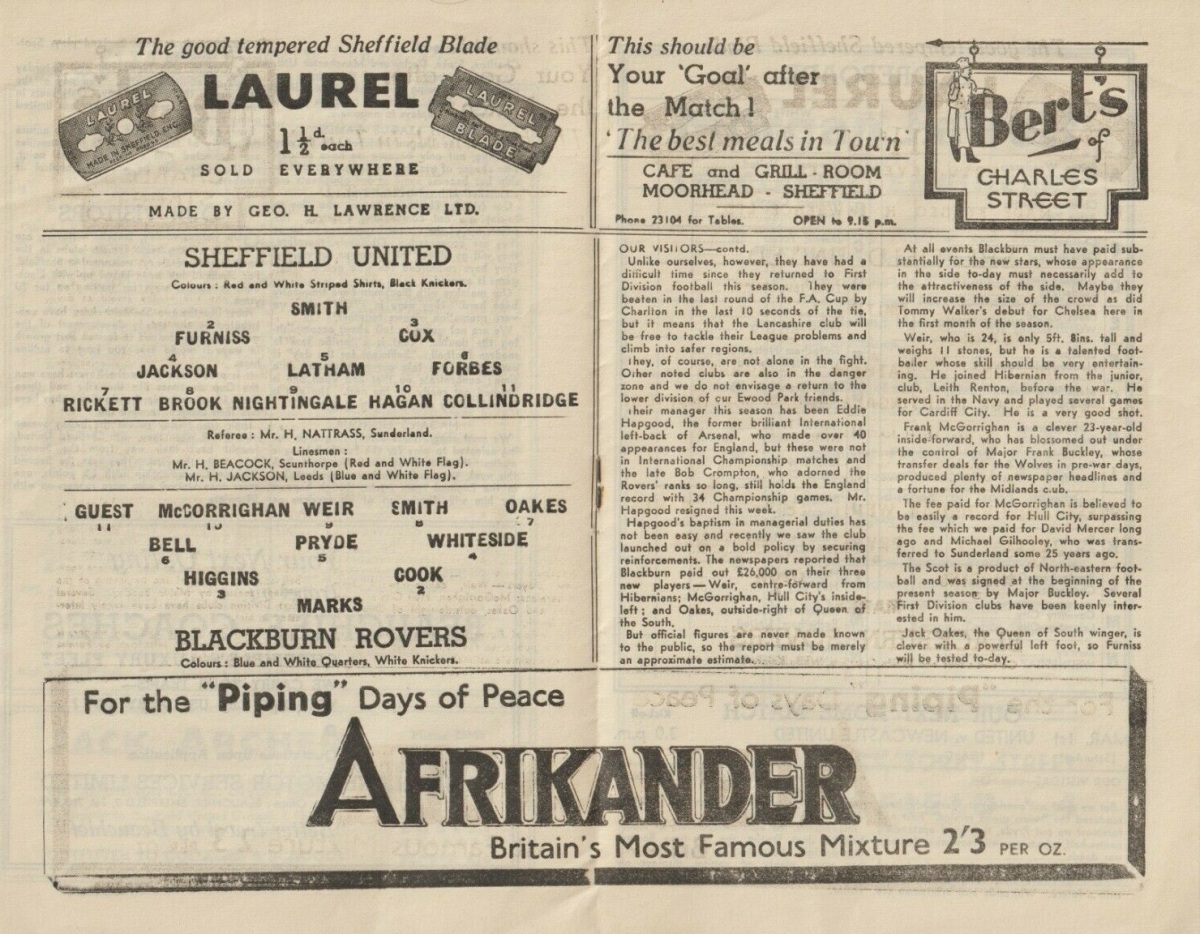 The good tempered Sheffield Blade
LAUREL
LAUREL
MADE IN SHEFFIELD, ENG.
LAUREL
BLADE
1½d. each
SOLD EVERYWHERE
MADE BY GEO. H. LAWRENCE LTD.
This should be
Your 'Goal' after
the Match!
'The best meals in Town'
CAFE and GRILL-ROOM
MOORHEAD - SHEFFIELD
Phone 23104 for Tables. OPEN to 9.15 p.m.
Bert's
of
CHARLES
STREET
SHEFFIELD UNITED
Colours : Red and White Striped Shirts, Black Knickers.
SMITH
2 3
FURNISS COX
4 5 6
JACKSON LATHAM FORBES
7 8 9 10 11
RICKETT BROOK NIGHTINGALE HAGAN COLLINDRIDGE
Referee : Mr. H, NATTRASS, Sunderland.
Linesmen :
Mr. H. BEACOCK, Scunthorpe (Red and White Flag).
Mr. H. JACKSON, Leeds (Blue and White Flag).
GUEST McCORRIGHAN WEIR SMITH OAKES
11 10 9 8 7
BELL PRYDE WHITESIDE
6 5 4
HIGGINS COOK
3 2
MARKS
BLACKBURN ROVERS
Colours : Blue and White Quarters, White Knickers.
OUR VISITORS—contd.
Unlike ourselves, however, they have had a
difficult time since they returned to First
Division football this season. They were
beaten in the last round of the F.A. Cup by
Charlton in the last 10 seconds of the tie,
but it means that the Lancashire club will
be free to tackle their League problems and
climb into safer regions.
They, of course, are not alone in the fight.
Other noted clubs are also in the danger
zone and we do not envisage a return to the
lower division of our Ewood Park friends.
Their manager this season has been Eddie
Hapgood, the former brilliant International
left-back of Arsenal, who made over 40
appearances for England, but these were not
in International Championship matches and
the late Bob Crompton, who adorned the
Rovers' ranks so long, still holds the England
record with 34 Championship games. Mr.
Hapgood resigned this week.
Hapgood's baptism in managerial duties has
not been easy and recently we saw the club
launched out on a bold policy by securing
reinforcements. The newspapers reported that
Blackburn paid out £26,000 on their three
new players — Weir, centre-forward from
Hibernians; McGorrighan, Hull City's inside-
left ; and Oakes, outside-right of Queen of
the South.
But official figures are never made known
to the public, so the report must be merely
an approximate estimate.
At all events Blackburn must have paid sub-
stantially for the new stars, whose appearance
in the side to-day must necessarily add to
the attractiveness of the side. Maybe they
will increase the size of the crowd as did
Tommy Walker's debut for Chelsea here in
the first month of the season.
Weir, who is 24, is only 5ft. 8ins. tall and
weighs 11 stones, but he is a talented foot-
baller whose skill should be very entertain-
ing. He joined Hibernian from the junior,
club, Leith Renton, before the war. He
served in the Navy and played several games
for Cardiff City. He is a very good shot.
Frank McGorrighan is a clever 23-year-old
inside-forward, who has blossomed out under
the control of Major Frank Buckley, whose
transfer deals for the Wolves in pre-war days,
produced plenty of newspaper headlines and
a fortune for the Midlands club.
The fee paid for McGorrighan is believed to
be easily a record for Hull City, surpassing
the fee which we paid for David Mercer long
ago and Michael Gilhooley, who was trans-
ferred to Sunderland some 25 years ago.
The Scot is a product of North-eastern foot-
ball and was signed at the beginning of the
present season by Major Buckley. Several
First Division clubs have been keenly inter-
ested in him.
Jack Oakes, the Queen of South winger, is
clever with a powerful left foot, so Furniss
will be tested to-day.
For the "Piping" Days of Peace
AFRIKANDER
Britain's Most Famous Mixture 2'3 PER OZ.